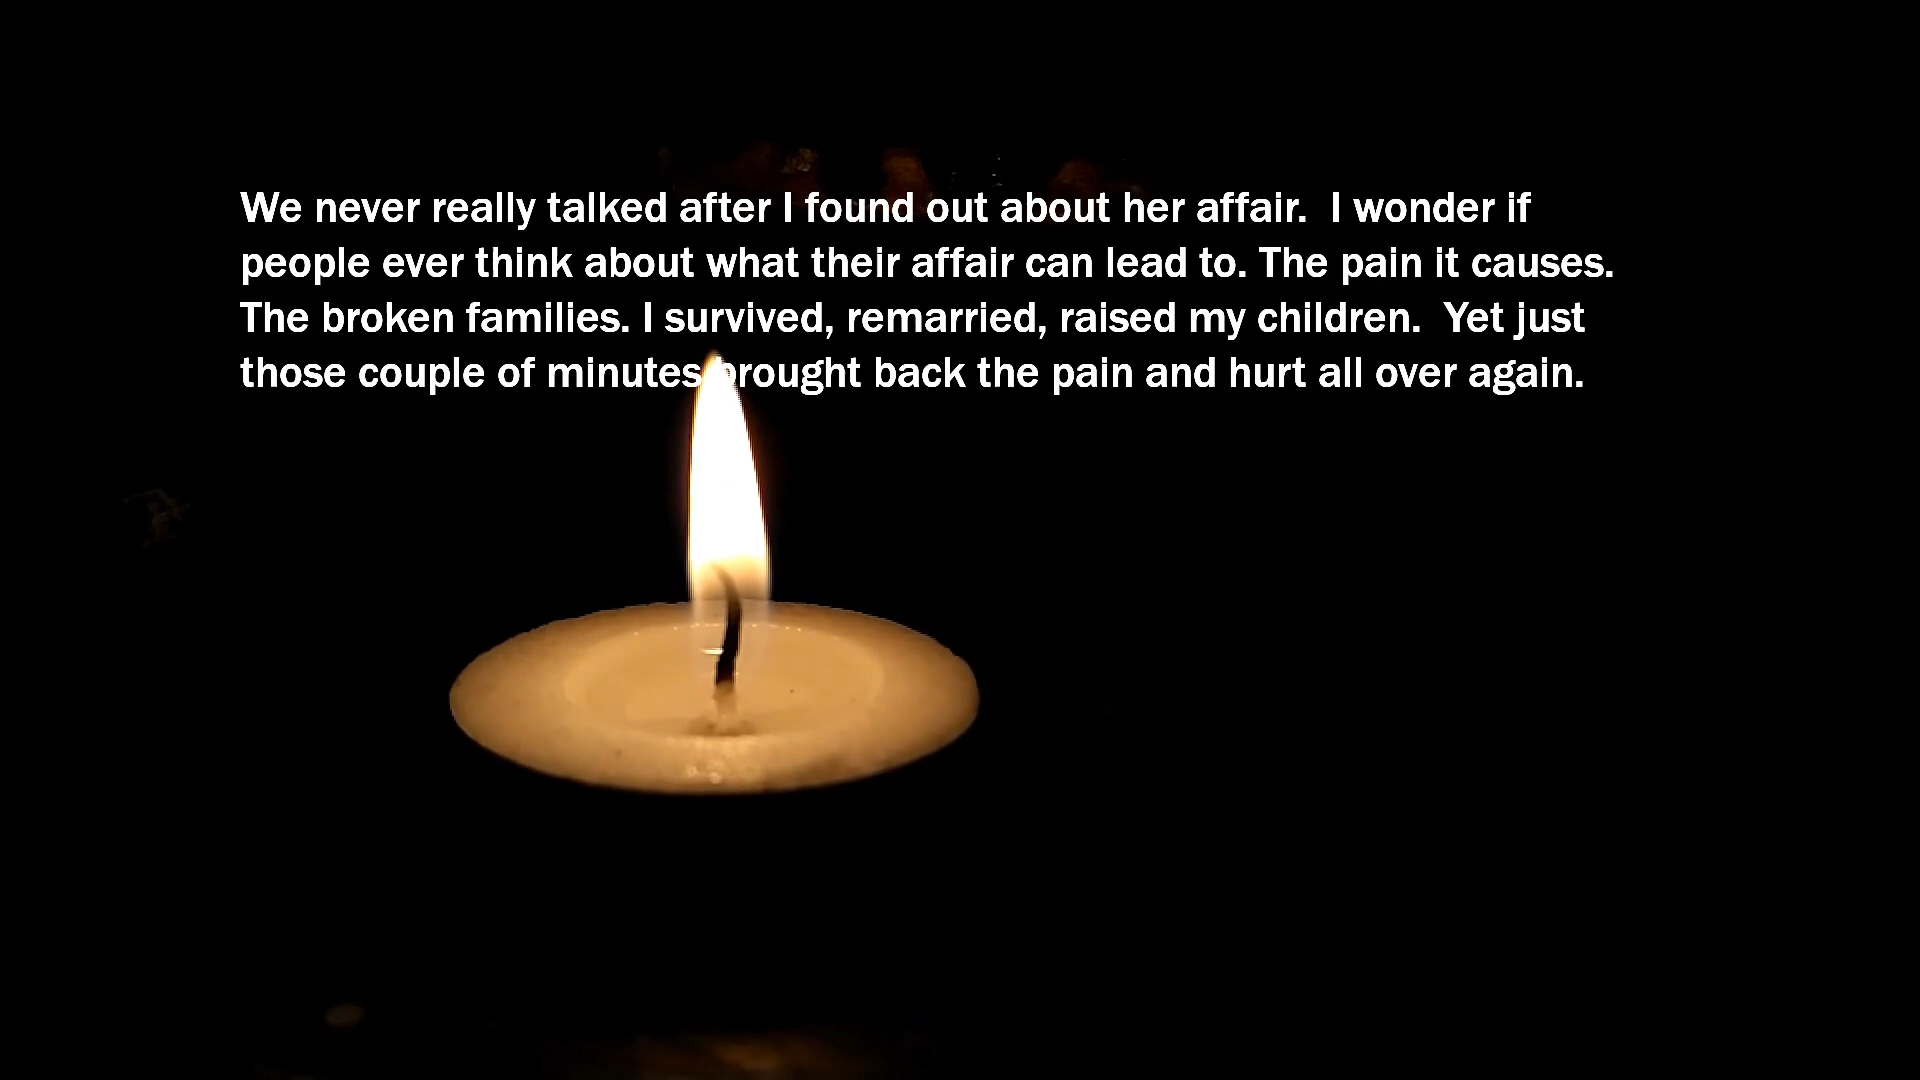 We never really talked after I found out about her affair.  I wonder if
people ever think about what their affair can lead to. The pain it causes.
The broken families. I survived, remarried, raised my children.  Yet just
those couple of minutes brought back the pain and hurt all over again.